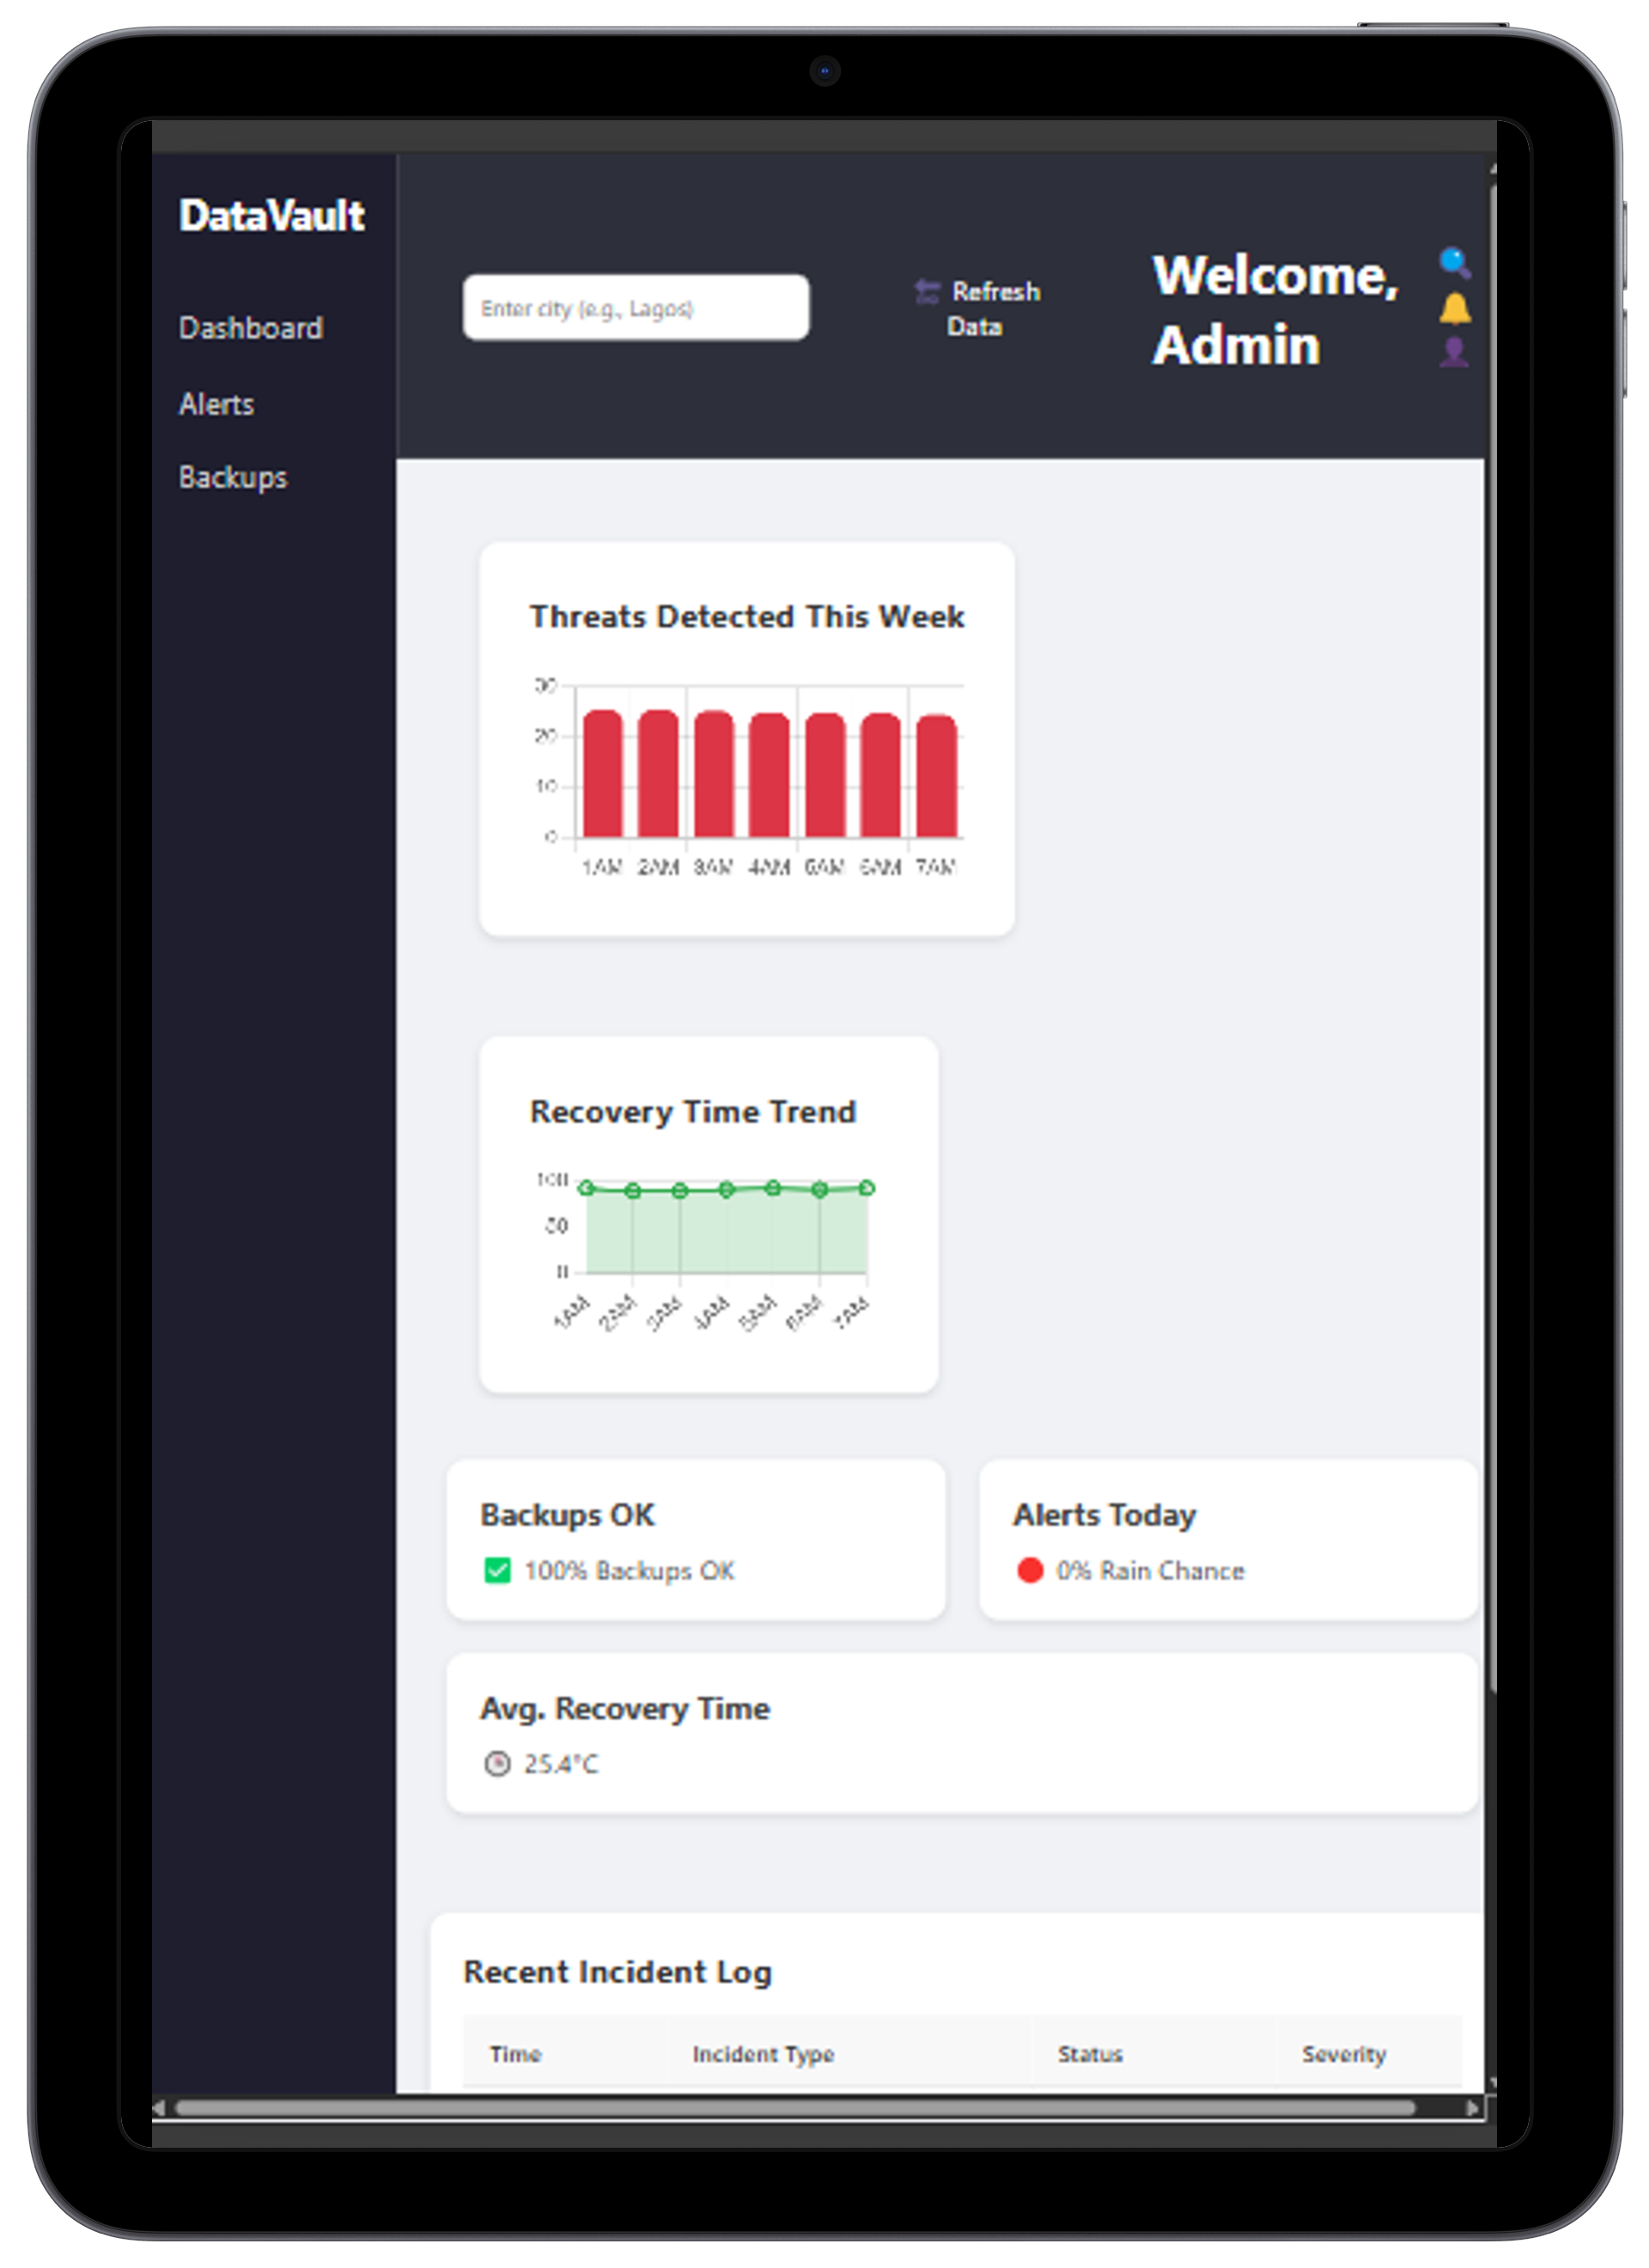 DataVault
Dashboard
Alerts
Backups
Enter city (e.g., Lagos)
Refresh
Data
Welcome,
Admin
Threats Detected This Week
30
20
10
0
1AM 2AM 3AM 4AM 5AM 6AM 7AM
Recovery Time Trend
100
50
0
1AM 2AM 3AM 4AM 5AM 6AM 7AM
Backups OK
100% Backups OK
Alerts Today
0% Rain Chance
Avg. Recovery Time
25.4°C
Recent Incident Log
Time Incident Type Status Severity